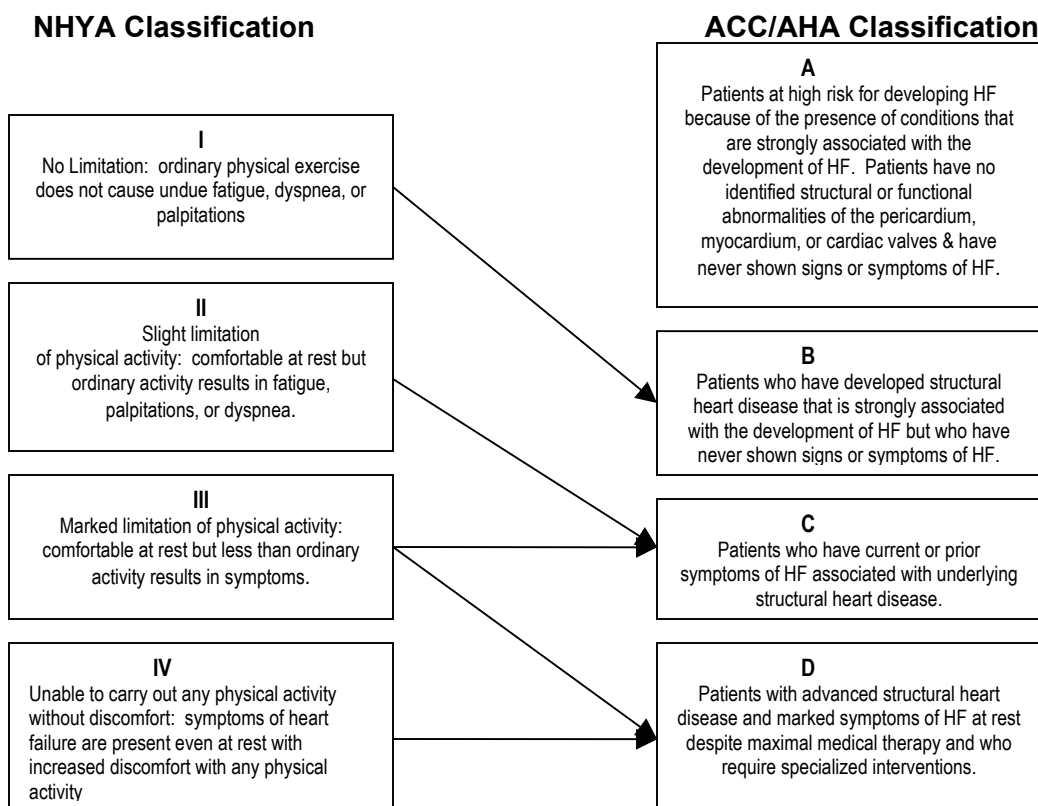 NHYA Classification
I
No Limitation: ordinary physical exercise
does not cause undue fatigue, dyspnea, or
palpitations
II
Slight limitation
of physical activity: comfortable at rest but
ordinary activity results in fatigue,
palpitations, or dyspnea.
III
Marked limitation of physical activity:
comfortable at rest but less than ordinary
activity results in symptoms.
IV
Unable to carry out any physical activity
without discomfort: symptoms of heart
failure are present even at rest with
increased discomfort with any physical
activity
ACC/AHA Classification
A
Patients at high risk for developing HF
because of the presence of conditions that
are strongly associated with the
development of HF. Patients have no
identified structural or functional
abnormalities of the pericardium,
myocardium, or cardiac valves & have
never shown signs or symptoms of HF.
B
Patients who have developed structural
heart disease that is strongly associated
with the development of HF but who have
never shown signs or symptoms of HF.
C
Patients who have current or prior
symptoms of HF associated with underlying
structural heart disease.
D
Patients with advanced structural heart
disease and marked symptoms of HF at rest
despite maximal medical therapy and who
require specialized interventions.